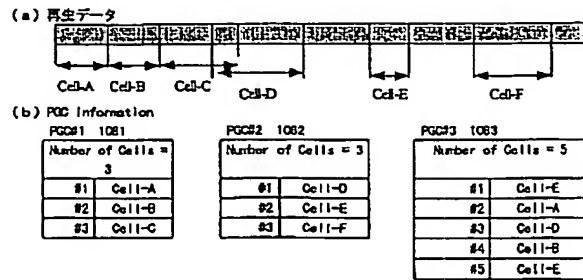 (a) 再生データ
Cell-A Cell-B Cell-C Cell-D Cell-E Cell-F
(b) PGC Information
PGC#1 1081 PGC#2 1082 PGC#3 1083
Number of Cells = 3
#1 Cell-A
#2 Cell-B
#3 Cell-C
Number of Cells = 3
#1 Cell-D
#2 Cell-E
#3 Cell-F
Number of Cells = 5
#1 Cell-E
#2 Cell-A
#3 Cell-D
#4 Cell-B
#5 Cell-E